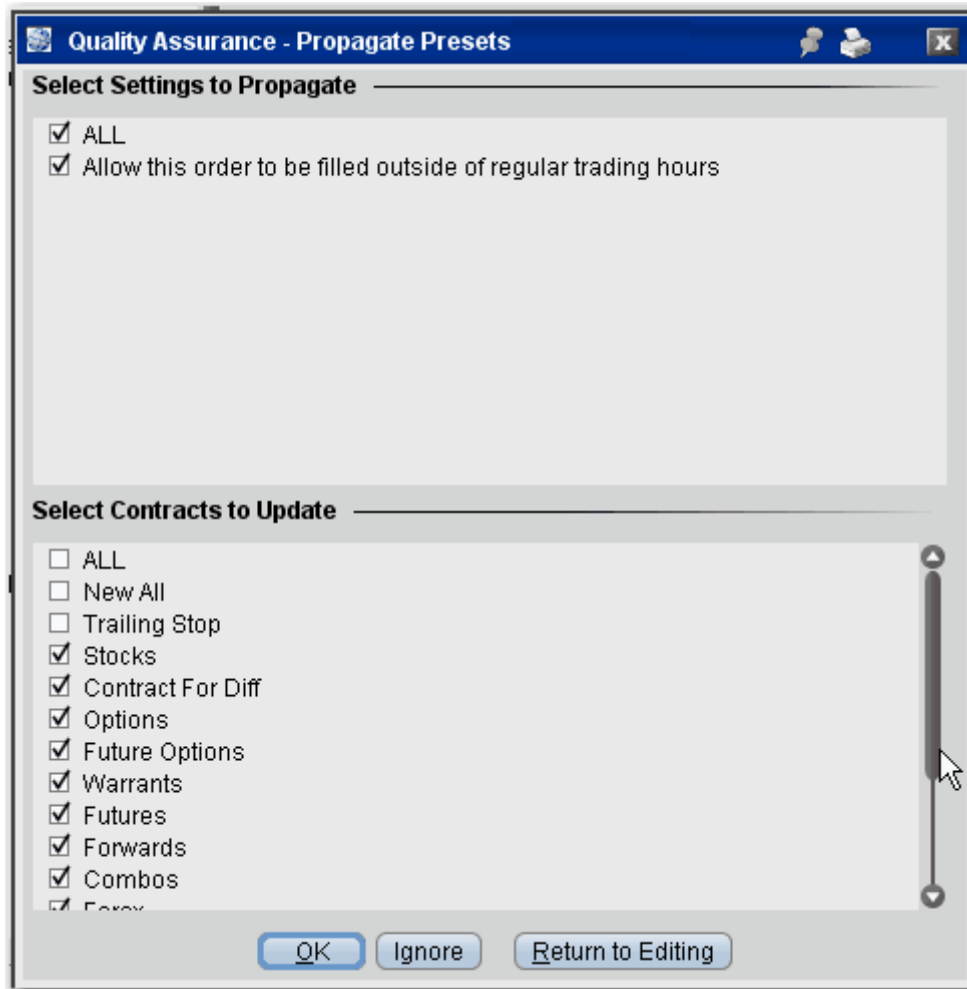 Quality Assurance - Propagate Presets
Select Settings to Propagate
ALL
Allow this order to be filled outside of regular trading hours
Select Contracts to Update
ALL
New All
Trailing Stop
Stocks
Contract For Diff
Options
Future Options
Warrants
Futures
Forwards
Combos
Forex
OK Ignore Return to Editing